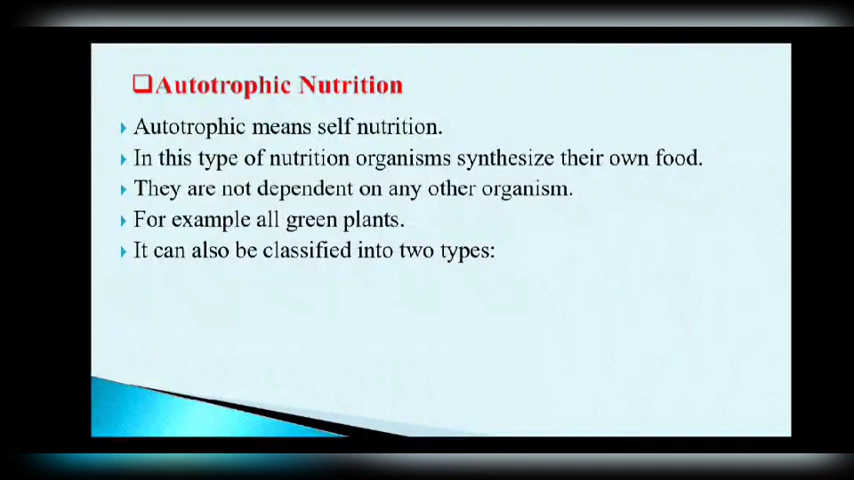 ❑Autotrophic Nutrition
Autotrophic means self nutrition.
In this type of nutrition organisms synthesize their own food.
They are not dependent on any other organism.
For example all green plants.
It can also be classified into two types: